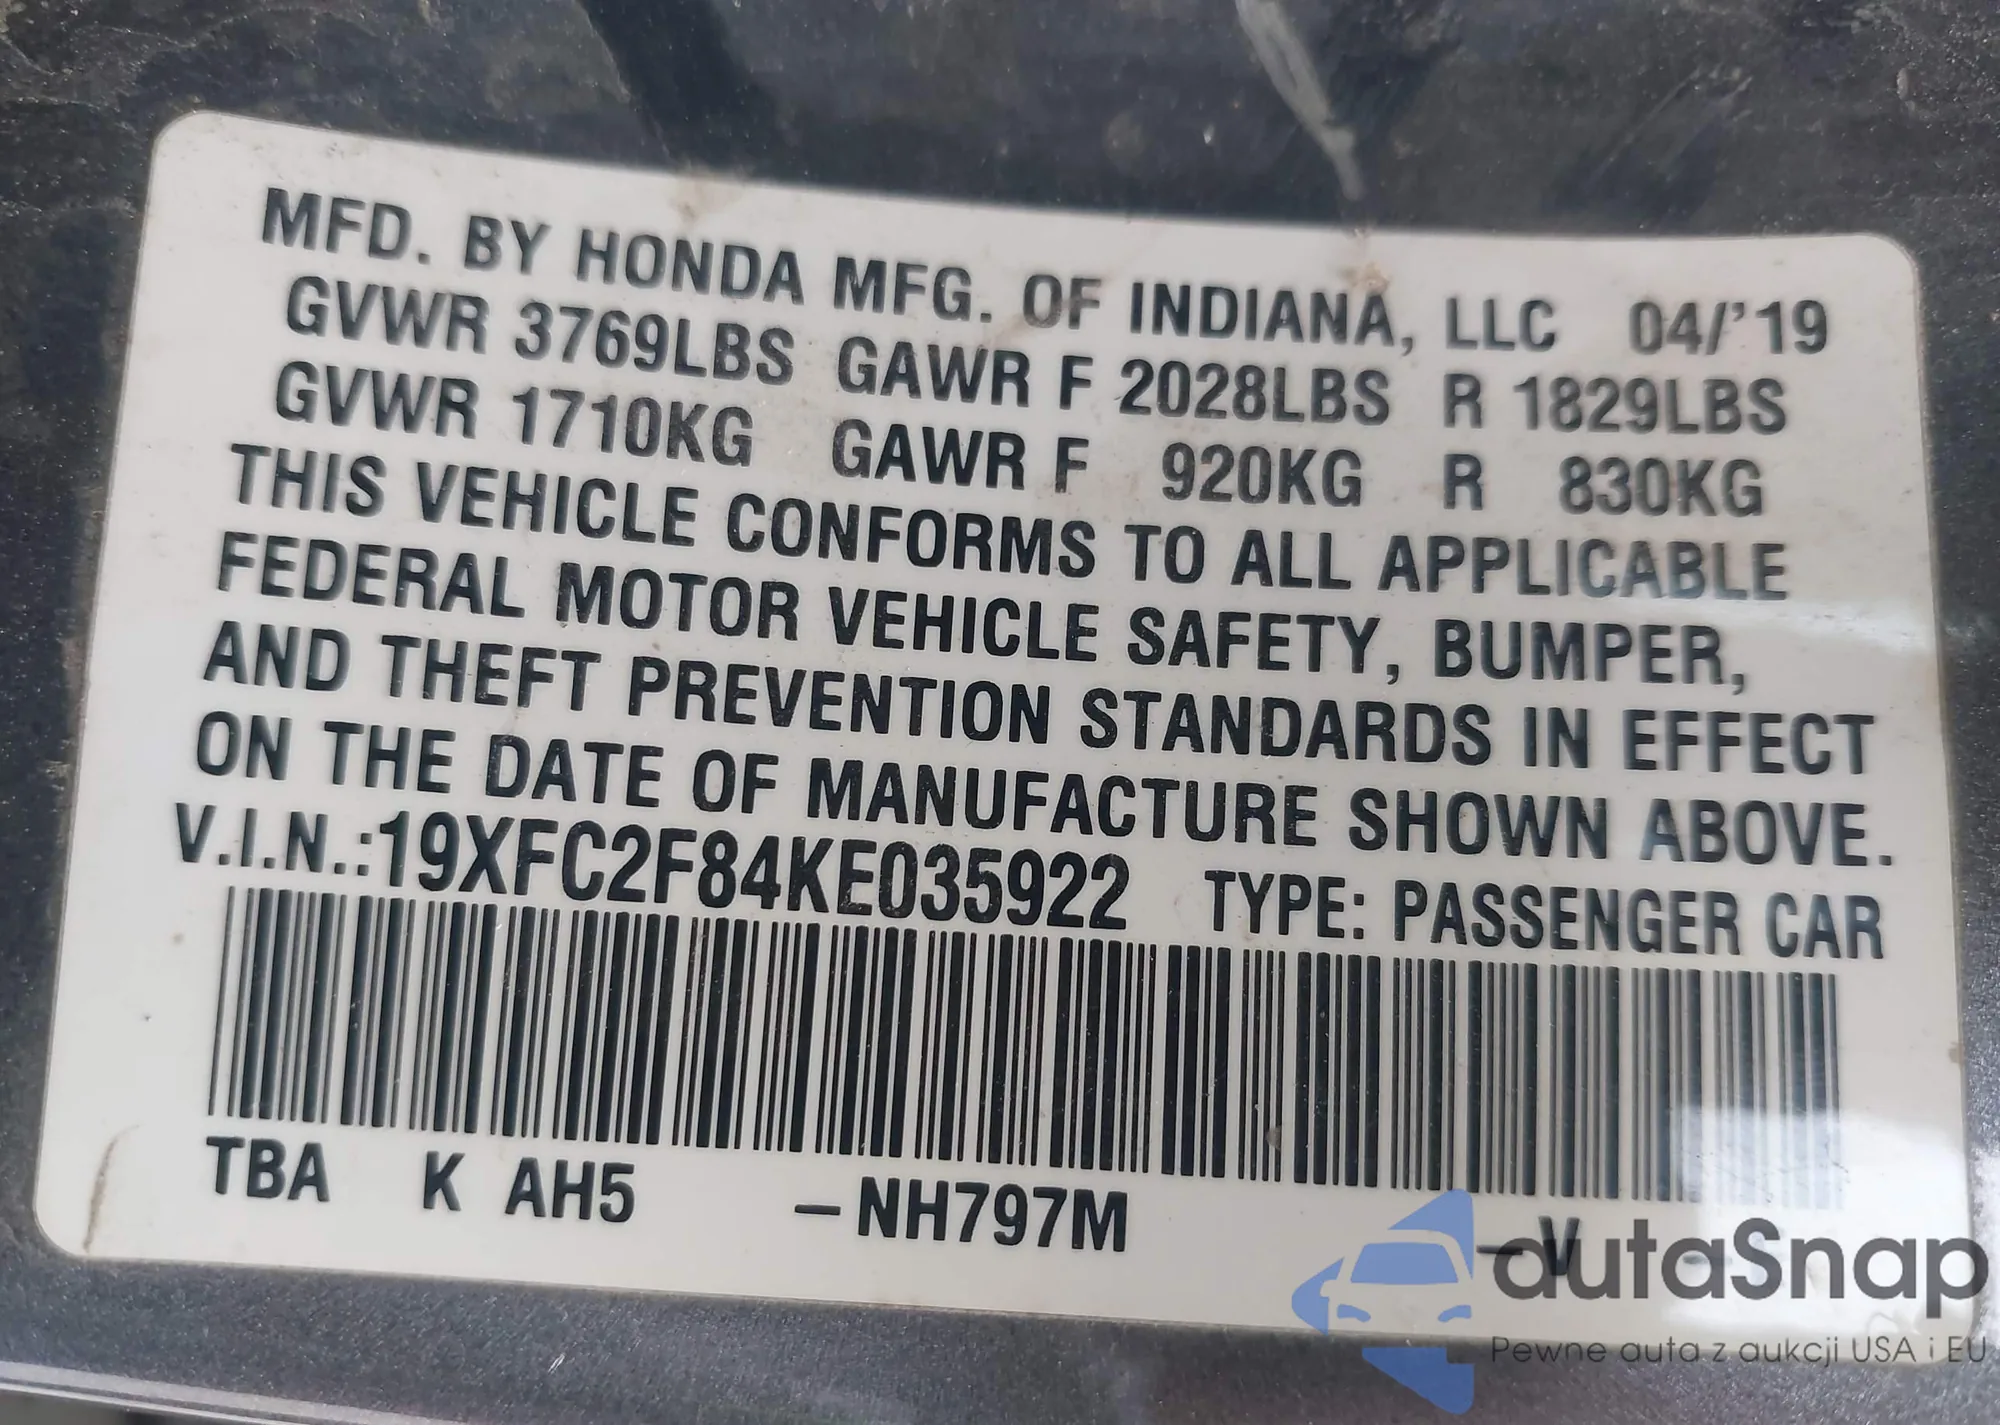 MFD. BY HONDA MFG. OF INDIANA, LLC 04/'19
GVWR 3769LBS GAWR F 2028LBS R 1829LBS
GVWR 1710KG GAWR F 920KG R 830KG
THIS VEHICLE CONFORMS TO ALL APPLICABLE
FEDERAL MOTOR VEHICLE SAFETY, BUMPER,
AND THEFT PREVENTION STANDARDS IN EFFECT
ON THE DATE OF MANUFACTURE SHOWN ABOVE.
V.I.N.:19XFC2F84KE035922 TYPE: PASSENGER CAR
TBA K AH5 –NH797M –V
autaSnap
Pewne auta z aukcji USA i EU